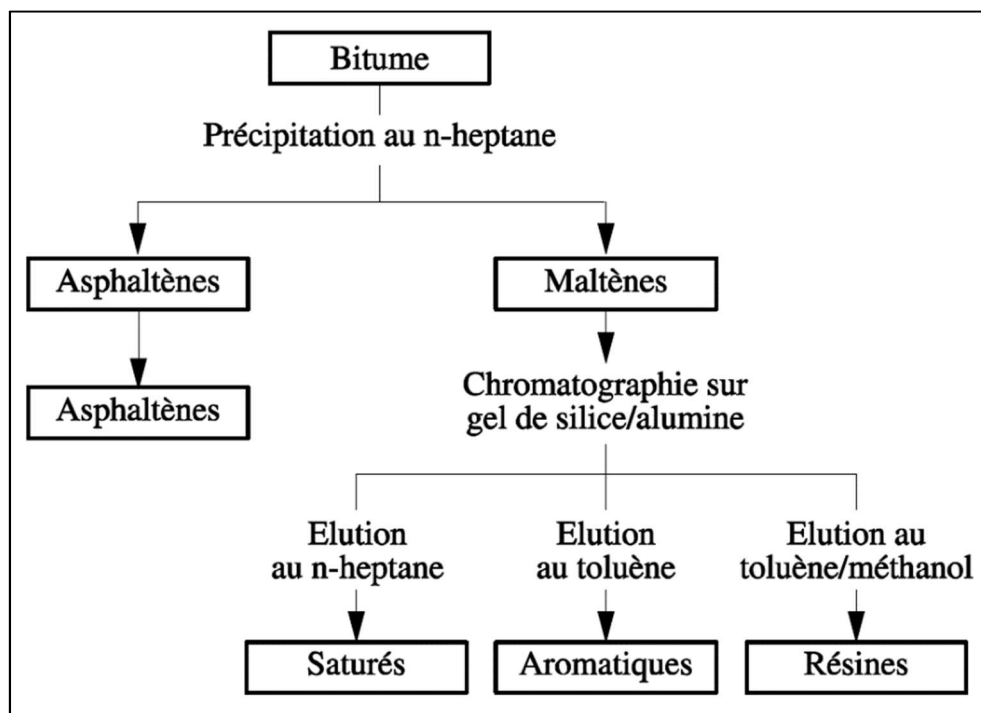 Bitume
Précipitation au n-heptane
Asphaltènes
Maltènes
Asphaltènes
Chromatographie sur
gel de silice/alumine
Elution
au n-heptane
Elution
au toluène
Elution au
toluène/méthanol
Saturés
Aromatiques
Résines